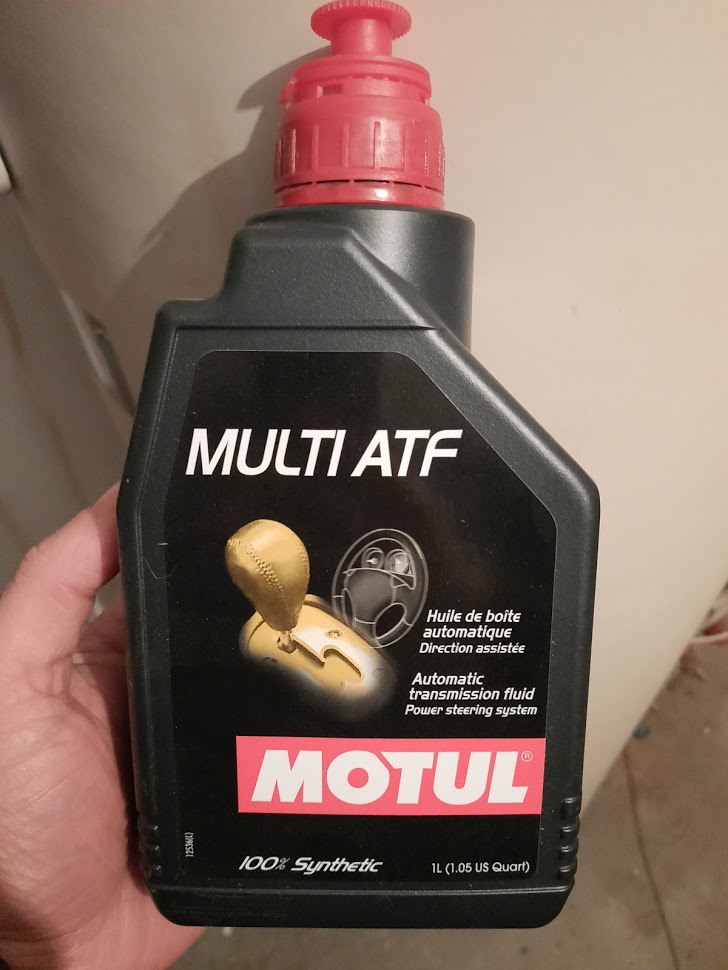 MULTI ATF
Huile de boîte
automatique
Direction assistée
Automatic
transmission fluid
Power steering system
MOTUL®
12536(L)
100% Synthetic
1L (1.05 US Quart)